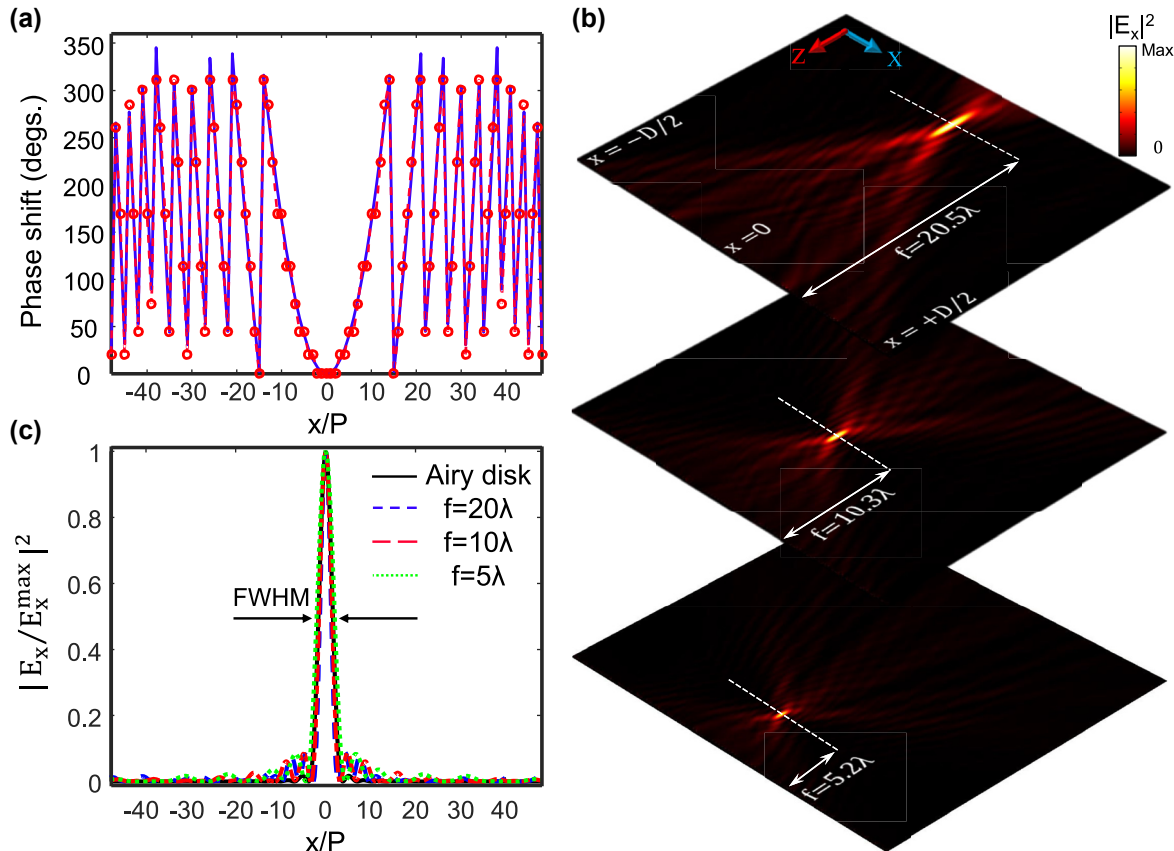 (a)
350
300
250
200
150
100
50
0
Phase shift (degs.)
-40 -30 -20 -10 0 10 20 30 40
x/P
(b)
|Eₓ|²
Max
0
Z X
x = −D/2
x =0
x = +D/2
f=20.5λ
f=10.3λ
f=5.2λ
(c)
1
0.8
0.6
0.4
0.2
0
|Eₓ/Eₓᵐᵃˣ|²
Airy disk
f=20λ
f=10λ
f=5λ
FWHM
-40 -30 -20 -10 0 10 20 30 40
x/P